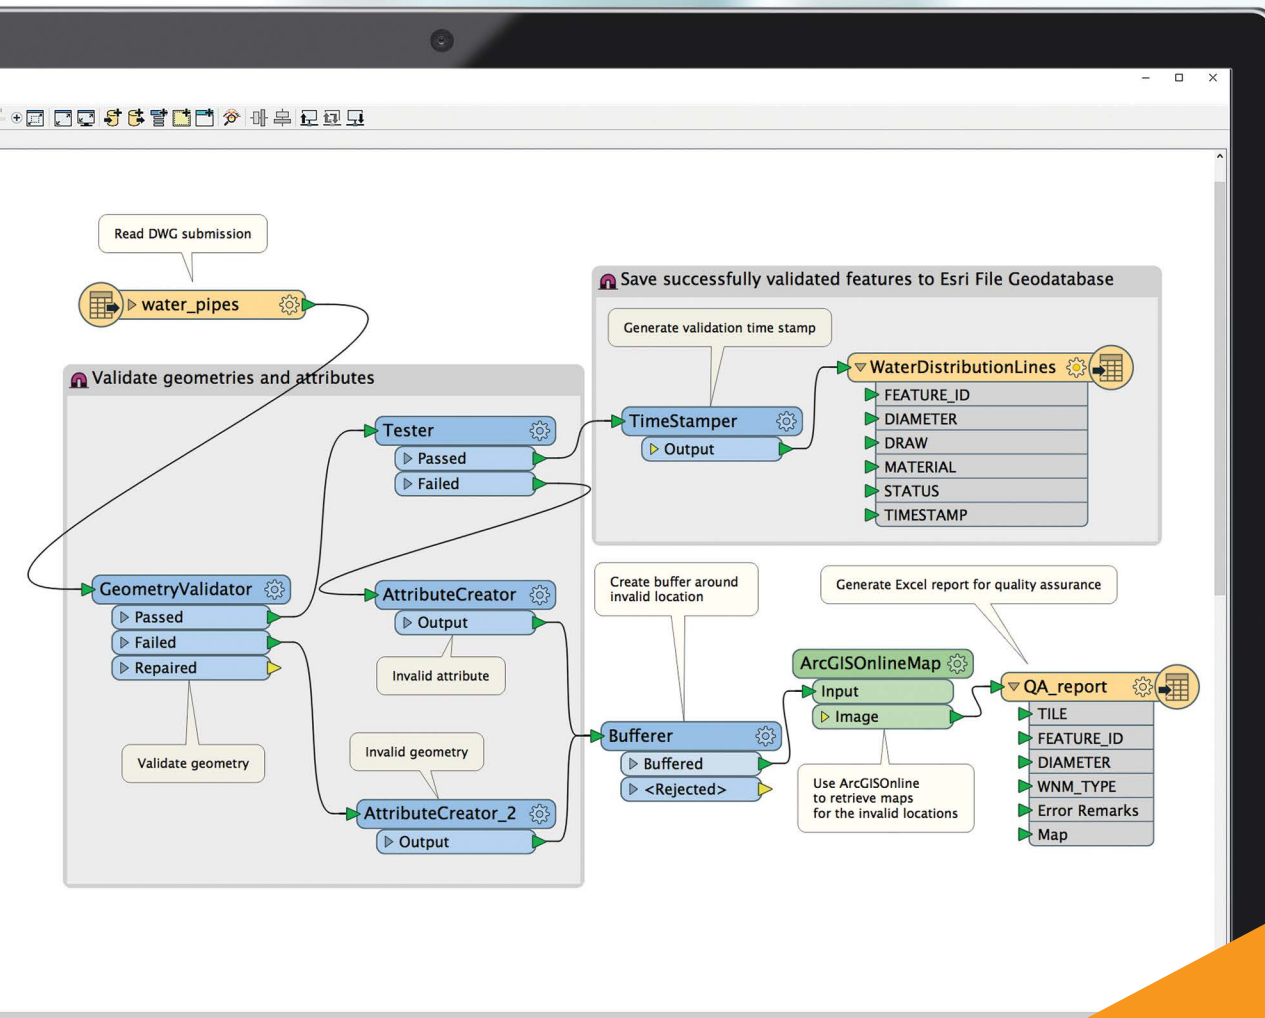 Read DWG submission
water_pipes
Validate geometries and attributes
Tester
Passed
Failed
GeometryValidator
Passed
Failed
Repaired
Validate geometry
AttributeCreator
Output
Invalid attribute
Invalid geometry
AttributeCreator_2
Output
Save successfully validated features to Esri File Geodatabase
Generate validation time stamp
TimeStamper
Output
WaterDistributionLines
FEATURE_ID
DIAMETER
DRAW
MATERIAL
STATUS
TIMESTAMP
Create buffer around
invalid location
Bufferer
Buffered
<Rejected>
Generate Excel report for quality assurance
ArcGISOnlineMap
Input
Image
Use ArcGISOnline
to retrieve maps
for the invalid locations
QA_report
TILE
FEATURE_ID
DIAMETER
WNM_TYPE
Error Remarks
Map